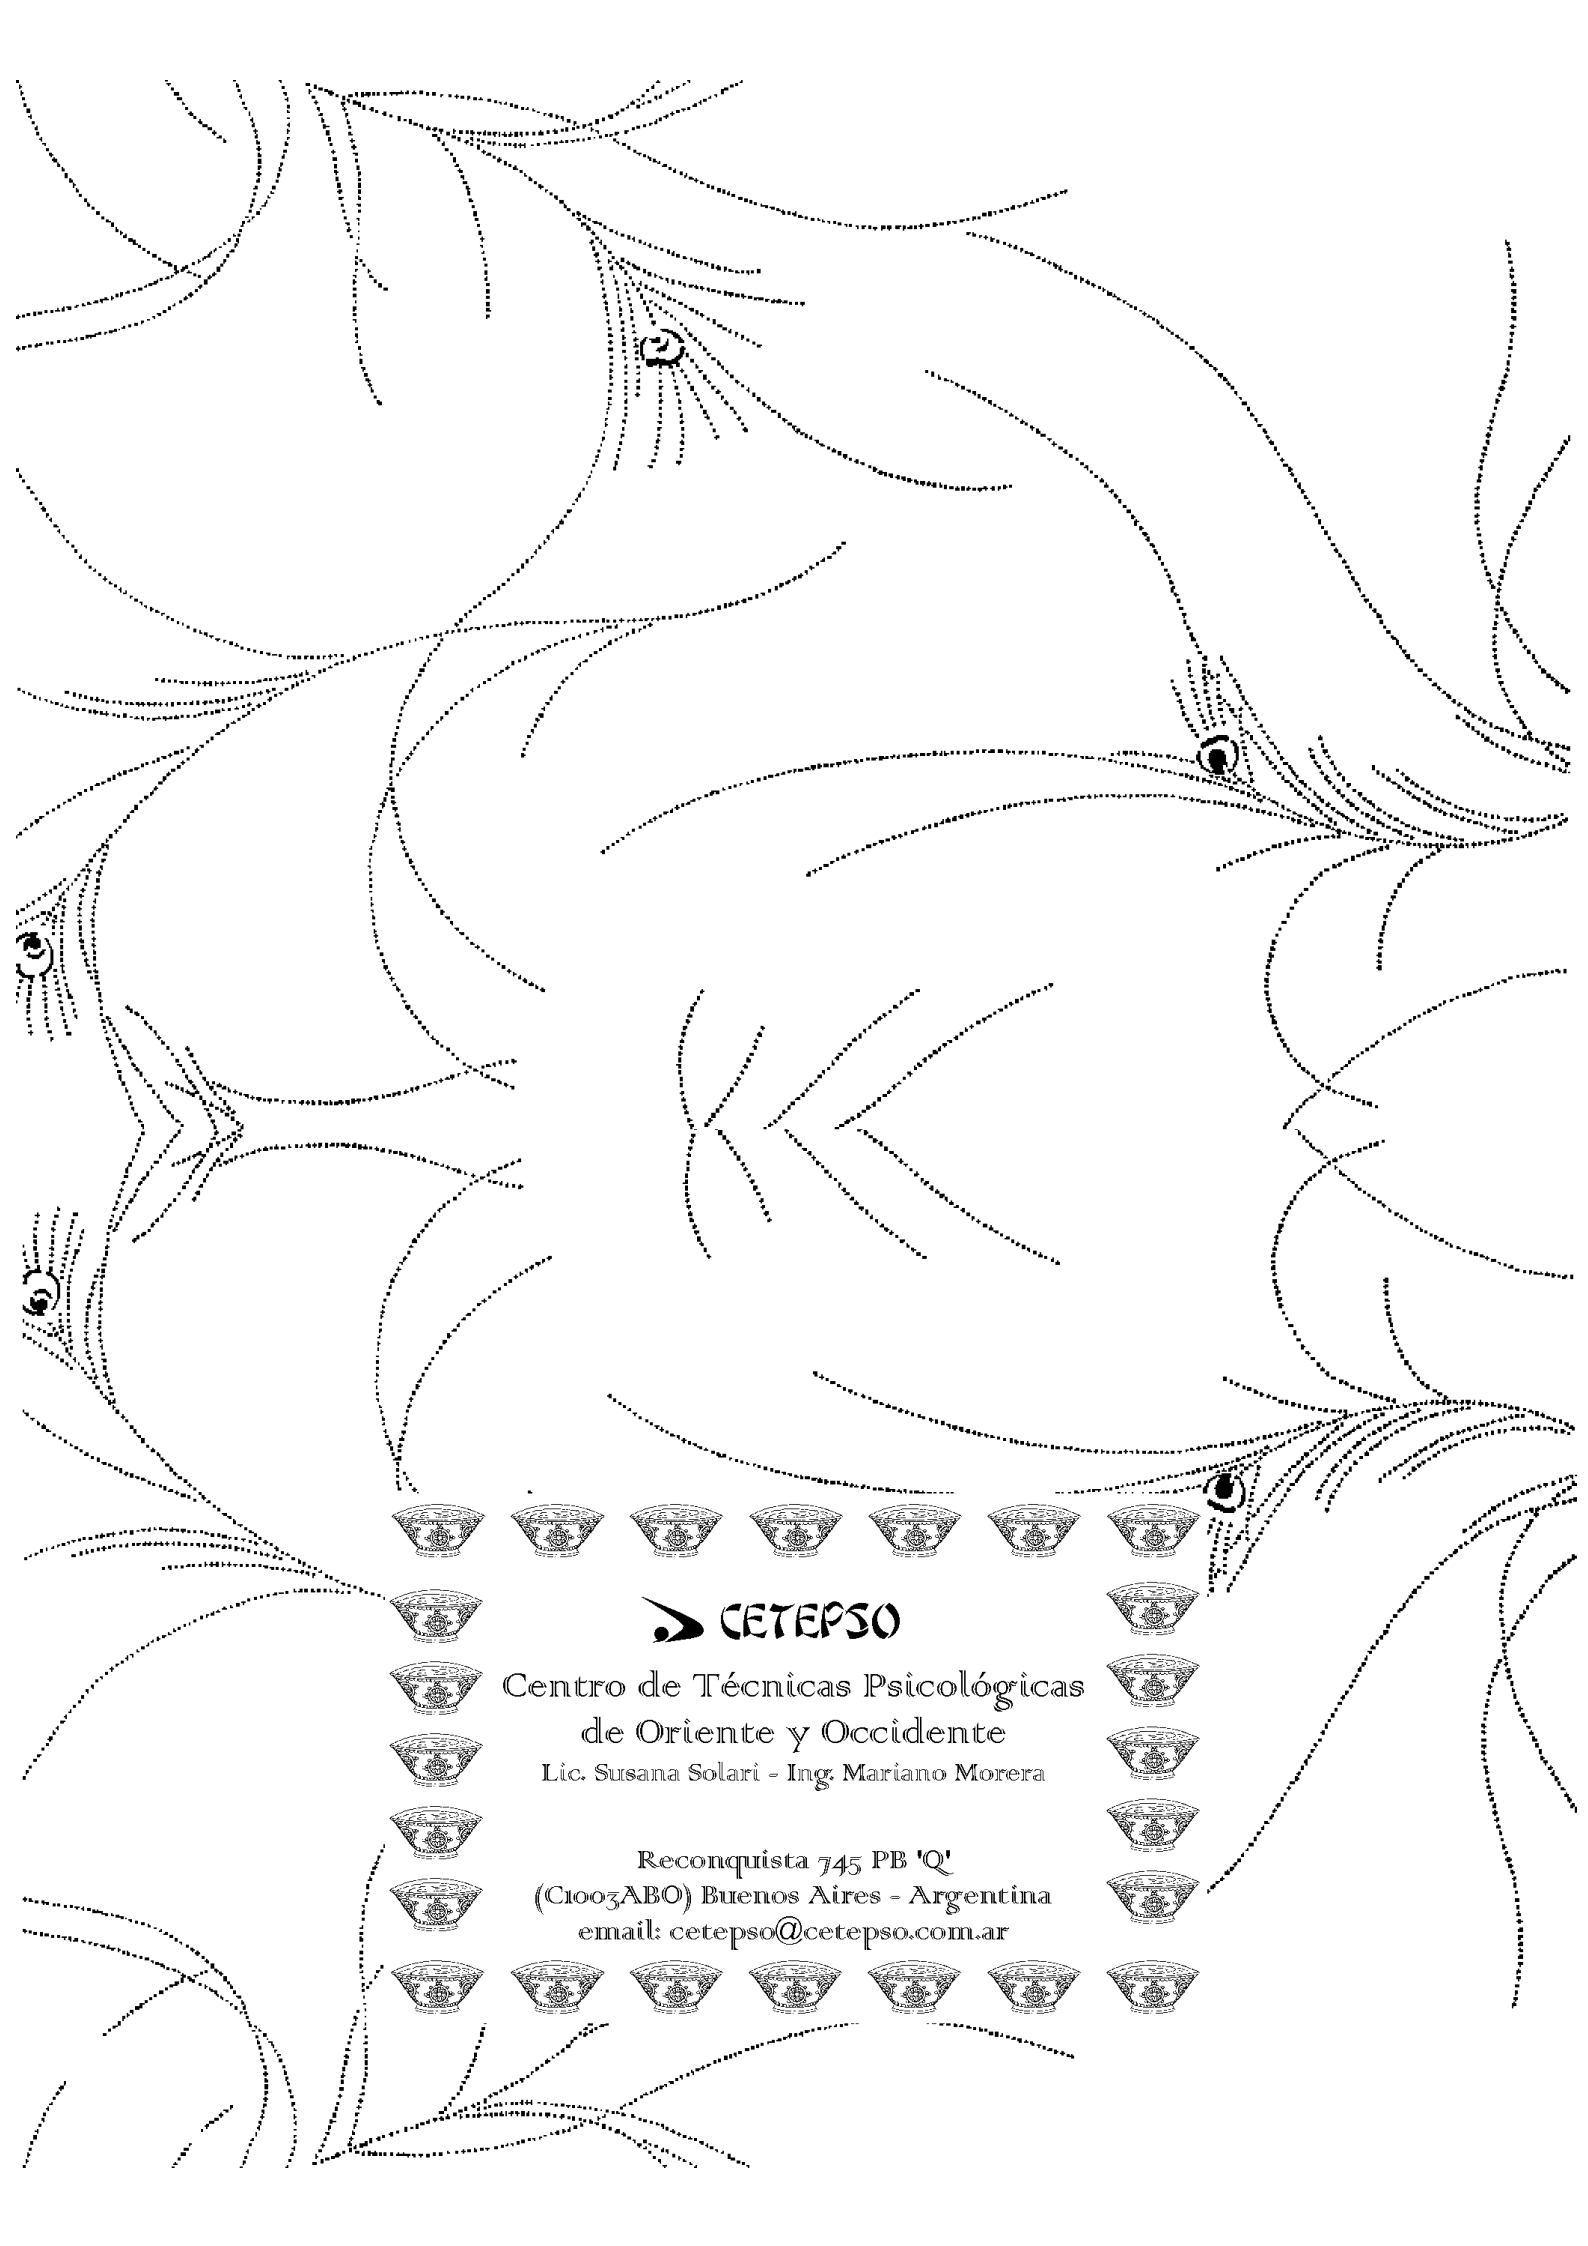 CETEPSO
Centro de Técnicas Psicológicas
de Oriente y Occidente
Lic. Susana Solari - Ing. Mariano Morera
Reconquista 745 PB 'Q'
(C1003ABO) Buenos Aires - Argentina
email: cetepso@cetepso.com.ar